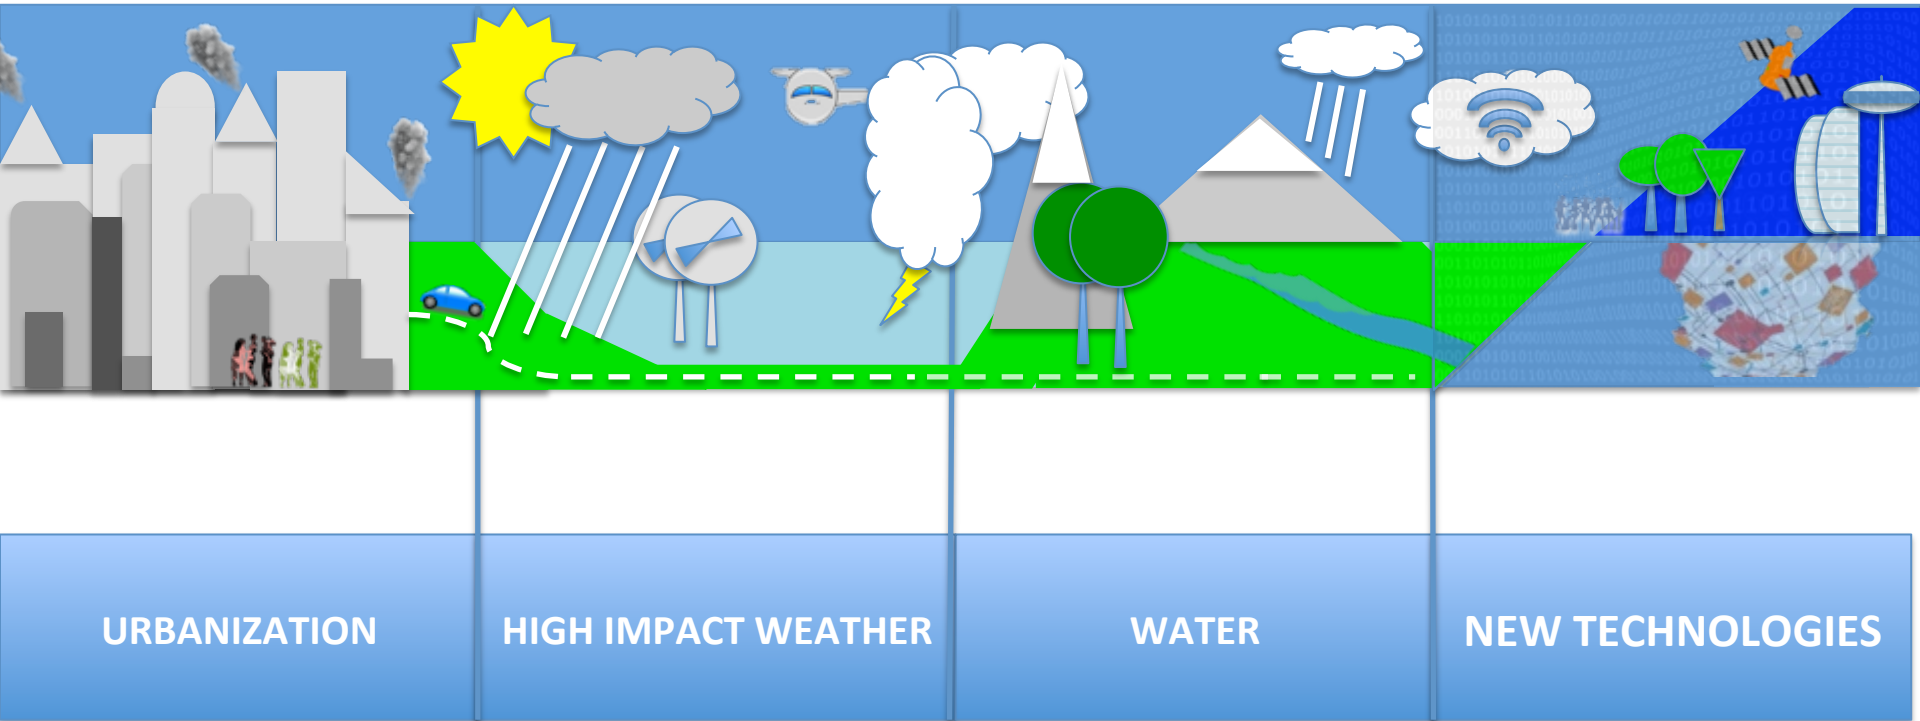 URBANIZATION
HIGH IMPACT WEATHER
WATER
NEW TECHNOLOGIES